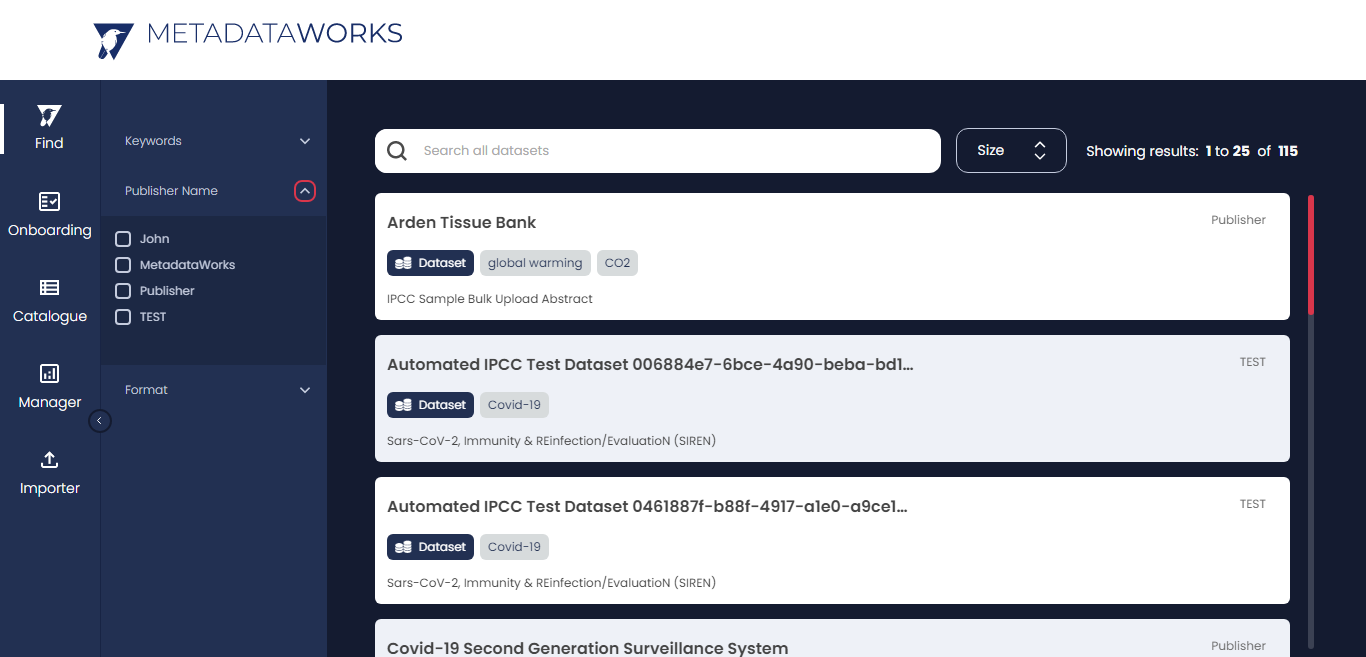 METADATAWORKS
Find
Onboarding
Catalogue
Manager
Importer
Keywords
Publisher Name
John
MetadataWorks
Publisher
TEST
Format
Search all datasets
Size
Showing results: 1 to 25 of 115
Arden Tissue Bank
Publisher
Dataset global warming CO2
IPCC Sample Bulk Upload Abstract
Automated IPCC Test Dataset 006884e7-6bce-4a90-beba-bd1...
TEST
Dataset Covid-19
Sars-CoV-2, Immunity & REinfection/EvaluatioN (SIREN)
Automated IPCC Test Dataset 0461887f-b88f-4917-a1e0-a9ce1...
TEST
Dataset Covid-19
Sars-CoV-2, Immunity & REinfection/EvaluatioN (SIREN)
Covid-19 Second Generation Surveillance System
Publisher